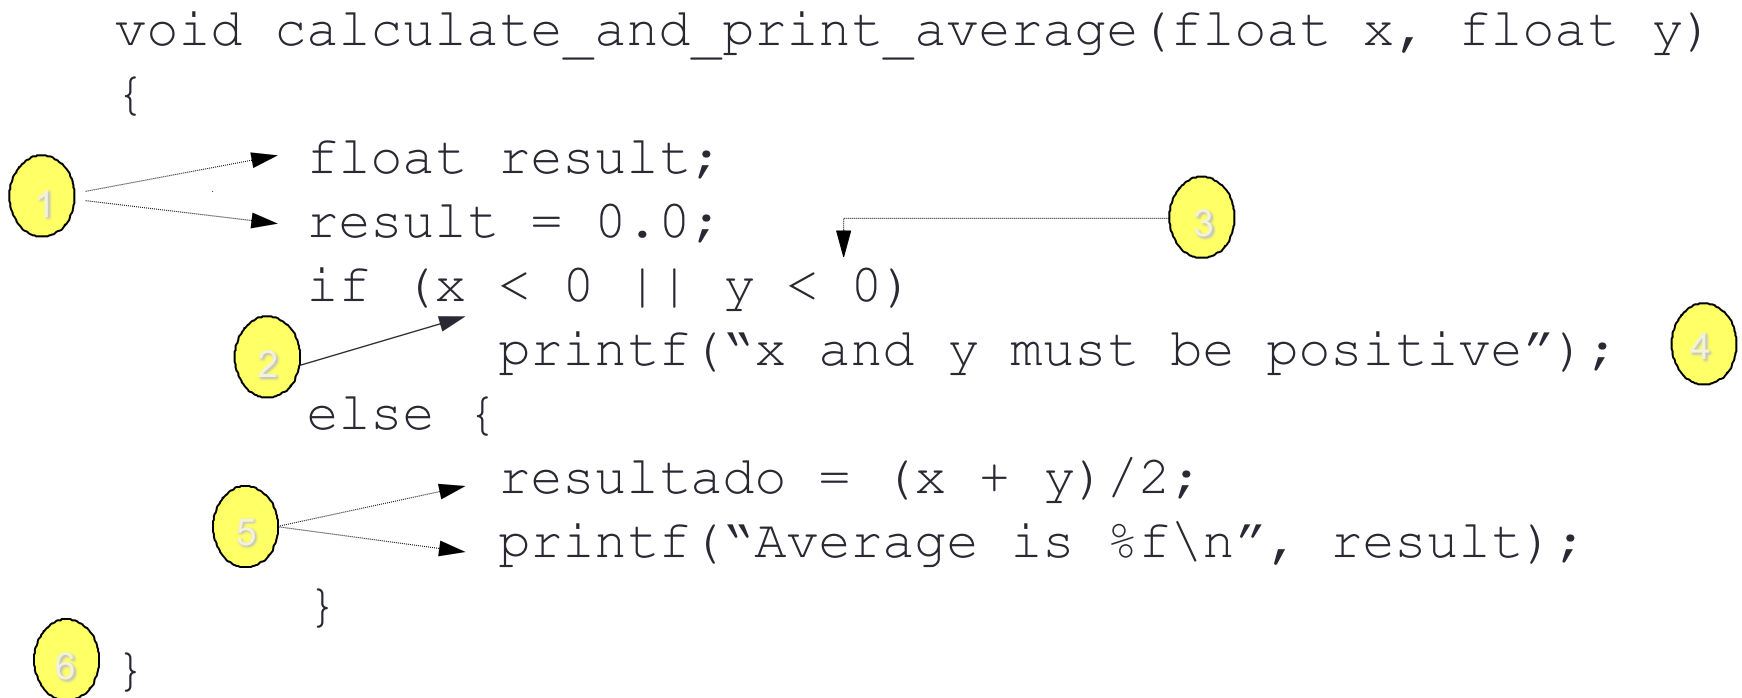 void calculate_and_print_average(float x, float y)
{
float result;
1
result = 0.0;
3
if (x < 0 || y < 0)
2
printf(“x and y must be positive”);
4
else {
resultado = (x + y)/2;
5
printf(“Average is %f\n”, result);
}
6
}